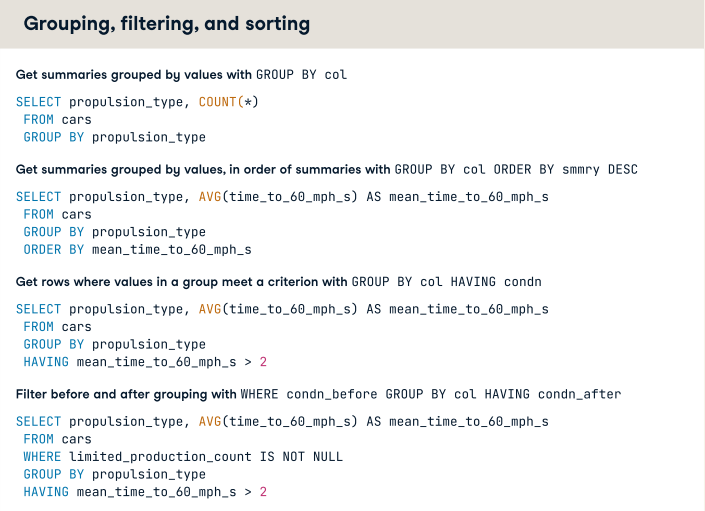 Grouping, filtering, and sorting
Get summaries grouped by values with GROUP BY col
SELECT propulsion_type, COUNT(*)
FROM cars
GROUP BY propulsion_type
Get summaries grouped by values, in order of summaries with GROUP BY col ORDER BY smmry DESC
SELECT propulsion_type, AVG(time_to_60_mph_s) AS mean_time_to_60_mph_s
FROM cars
GROUP BY propulsion_type
ORDER BY mean_time_to_60_mph_s
Get rows where values in a group meet a criterion with GROUP BY col HAVING condn
SELECT propulsion_type, AVG(time_to_60_mph_s) AS mean_time_to_60_mph_s
FROM cars
GROUP BY propulsion_type
HAVING mean_time_to_60_mph_s > 2
Filter before and after grouping with WHERE condn_before GROUP BY col HAVING condn_after
SELECT propulsion_type, AVG(time_to_60_mph_s) AS mean_time_to_60_mph_s
FROM cars
WHERE limited_production_count IS NOT NULL
GROUP BY propulsion_type
HAVING mean_time_to_60_mph_s > 2